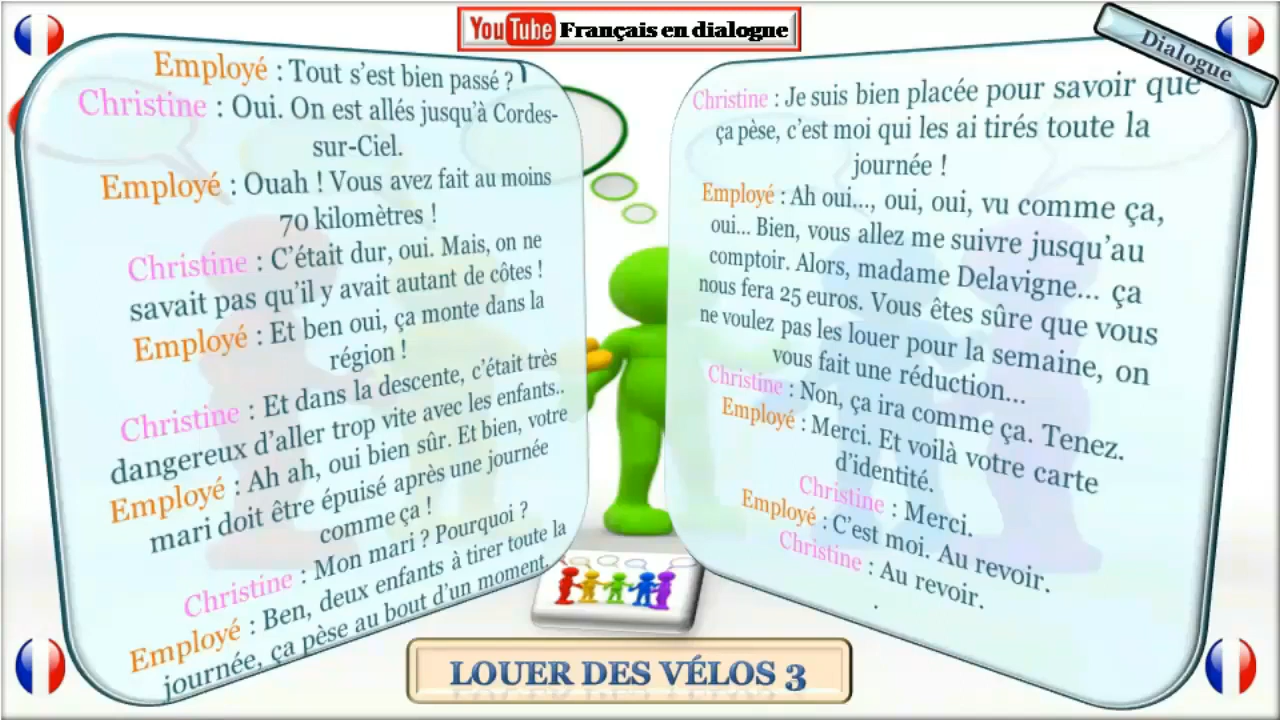 YouTube Français en dialogue
Dialogue
Employé : Tout s'est bien passé ?
Christine : Oui. On est allés jusqu'à Cordes-
sur-Ciel.
Employé : Ouah ! Vous avez fait au moins
70 kilomètres !
Christine : C'était dur, oui. Mais, on ne
savait pas qu'il y avait autant de côtes !
Employé : Et ben oui, ça monte dans la
région !
Christine : Et dans la descente, c'était très
dangereux d'aller trop vite avec les enfants..
Employé : Ah ah, oui bien sûr. Et bien, votre
mari doit être épuisé après une journée
comme ça !
Christine : Mon mari ? Pourquoi ?
Employé : Ben, deux enfants à tirer toute la
journée, ça pèse au bout d'un moment.
Christine : Je suis bien placée pour savoir que
ça pèse, c'est moi qui les ai tirés toute la
journée !
Employé : Ah oui..., oui, oui, vu comme ça,
oui... Bien, vous allez me suivre jusqu'au
comptoir. Alors, madame Delavigne... ça
nous fera 25 euros. Vous êtes sûre que vous
ne voulez pas les louer pour la semaine, on
vous fait une réduction...
Christine : Non, ça ira comme ça. Tenez.
Employé : Merci. Et voilà votre carte
d'identité.
Christine : Merci.
Employé : C'est moi. Au revoir.
Christine : Au revoir.
.
LOUER DES VÉLOS 3